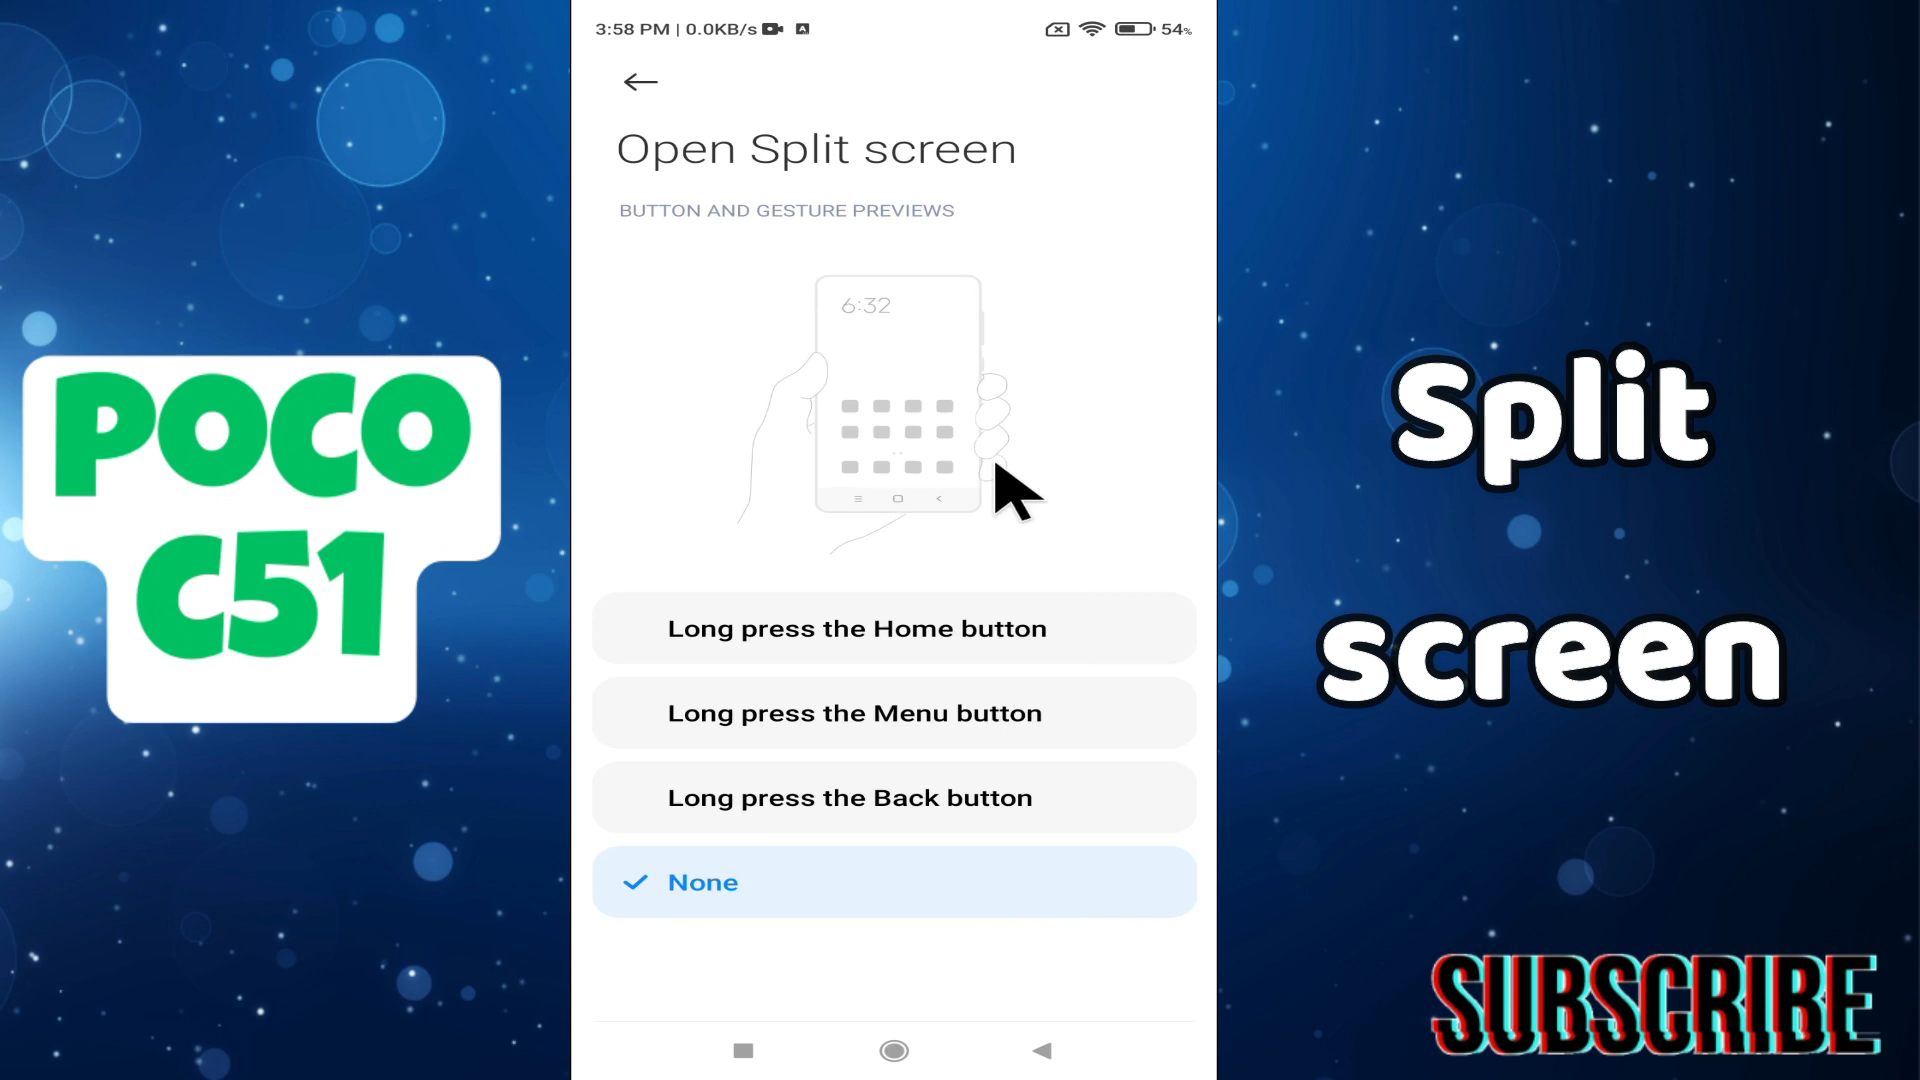 POCO
C51
3:58 PM | 0.0KB/s
54%
Open Split screen
BUTTON AND GESTURE PREVIEWS
6:32
Long press the Home button
Long press the Menu button
Long press the Back button
None
Split
screen
SUBSCRIBE